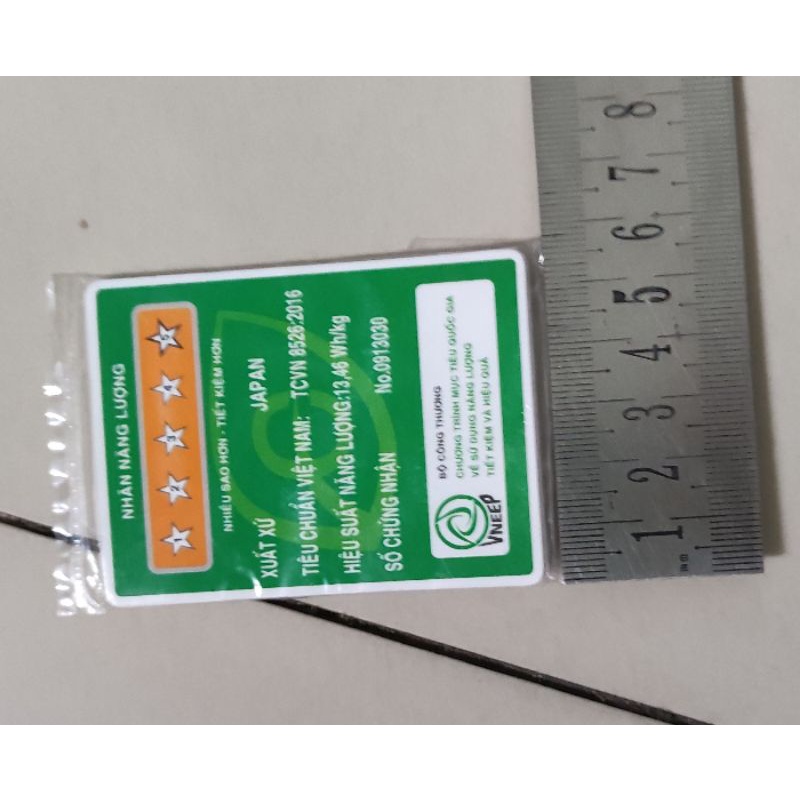 NHÃN NĂNG LƯỢNG
1 2 3 4 5
NHIỀU SAO HƠN - TIẾT KIỆM HƠN
XUẤT XỨ JAPAN
TIÊU CHUẨN VIỆT NAM: TCVN 8526:2016
HIỆU SUẤT NĂNG LƯỢNG:13,46 Wh/kg
SỐ CHỨNG NHẬN No.0913030
BỘ CÔNG THƯƠNG
CHƯƠNG TRÌNH MỤC TIÊU QUỐC GIA
VỀ SỬ DỤNG NĂNG LƯỢNG
TIẾT KIỆM VÀ HIỆU QUẢ
VNEEP
1 2 3 4 5 6 7 8